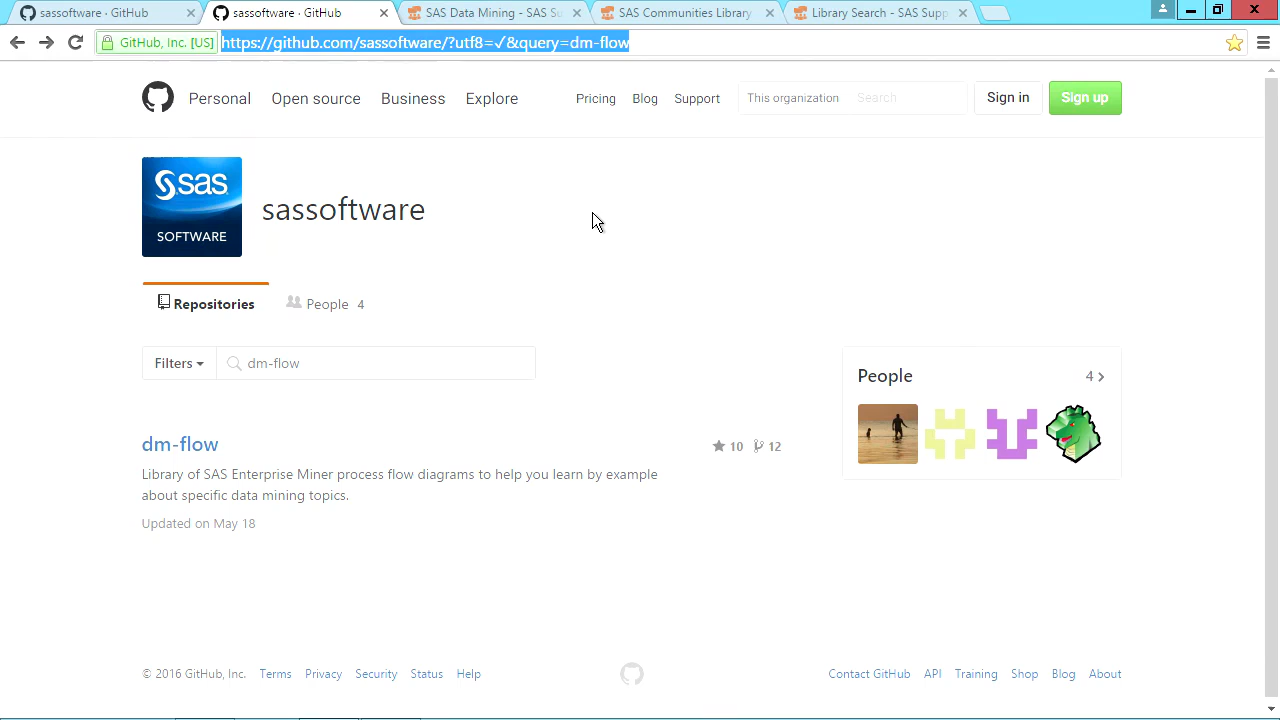 sassoftware · GitHub
sassoftware · GitHub
SAS Data Mining - SAS Su
SAS Communities Library
Library Search - SAS Supp
GitHub, Inc. [US]
https://github.com/sassoftware/?utf8=✓&query=dm-flow
Personal
Open source
Business
Explore
Pricing
Blog
Support
This organization
Search
Sign in
Sign up
sas
SOFTWARE
sassoftware
Repositories
People 4
Filters
dm-flow
People
4
dm-flow
10
12
Library of SAS Enterprise Miner process flow diagrams to help you learn by example
about specific data mining topics.
Updated on May 18
© 2016 GitHub, Inc.
Terms
Privacy
Security
Status
Help
Contact GitHub
API
Training
Shop
Blog
About